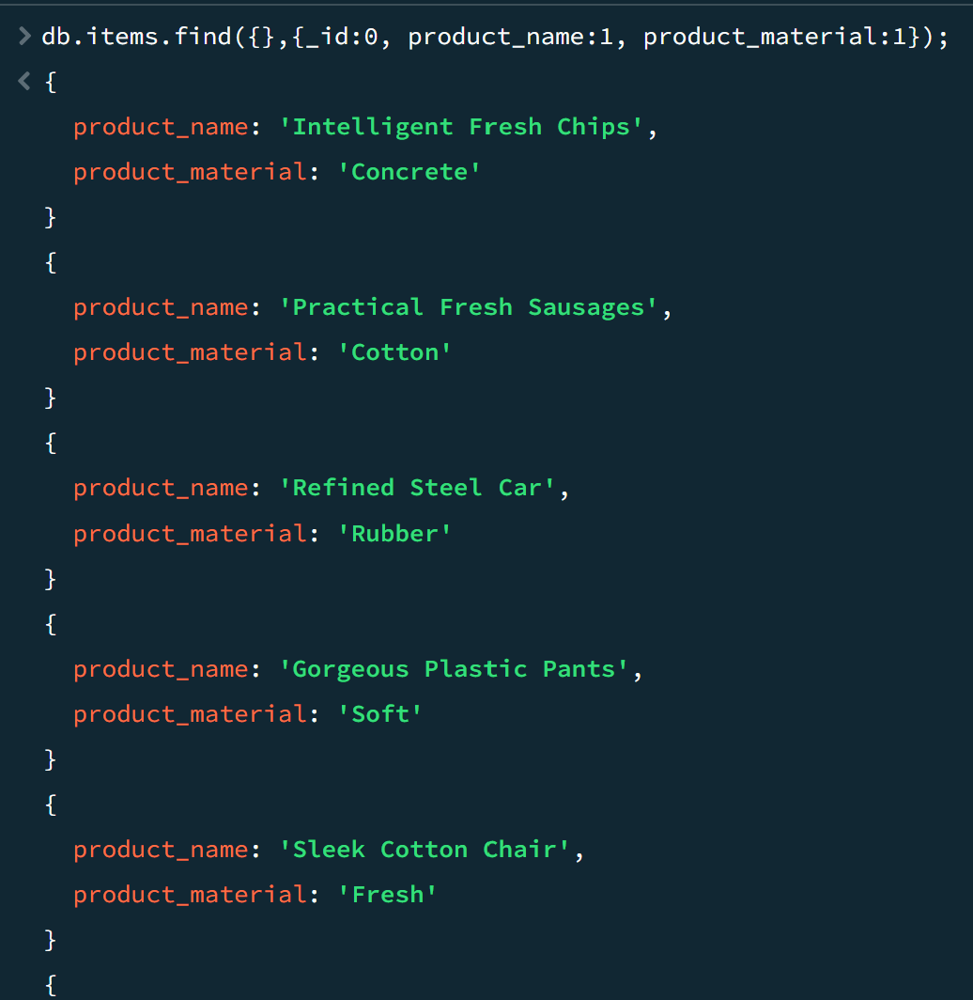 > db.items.find({},{_id:0, product_name:1, product_material:1});
< {
product_name: 'Intelligent Fresh Chips',
product_material: 'Concrete'
}
{
product_name: 'Practical Fresh Sausages',
product_material: 'Cotton'
}
{
product_name: 'Refined Steel Car',
product_material: 'Rubber'
}
{
product_name: 'Gorgeous Plastic Pants',
product_material: 'Soft'
}
{
product_name: 'Sleek Cotton Chair',
product_material: 'Fresh'
}
{